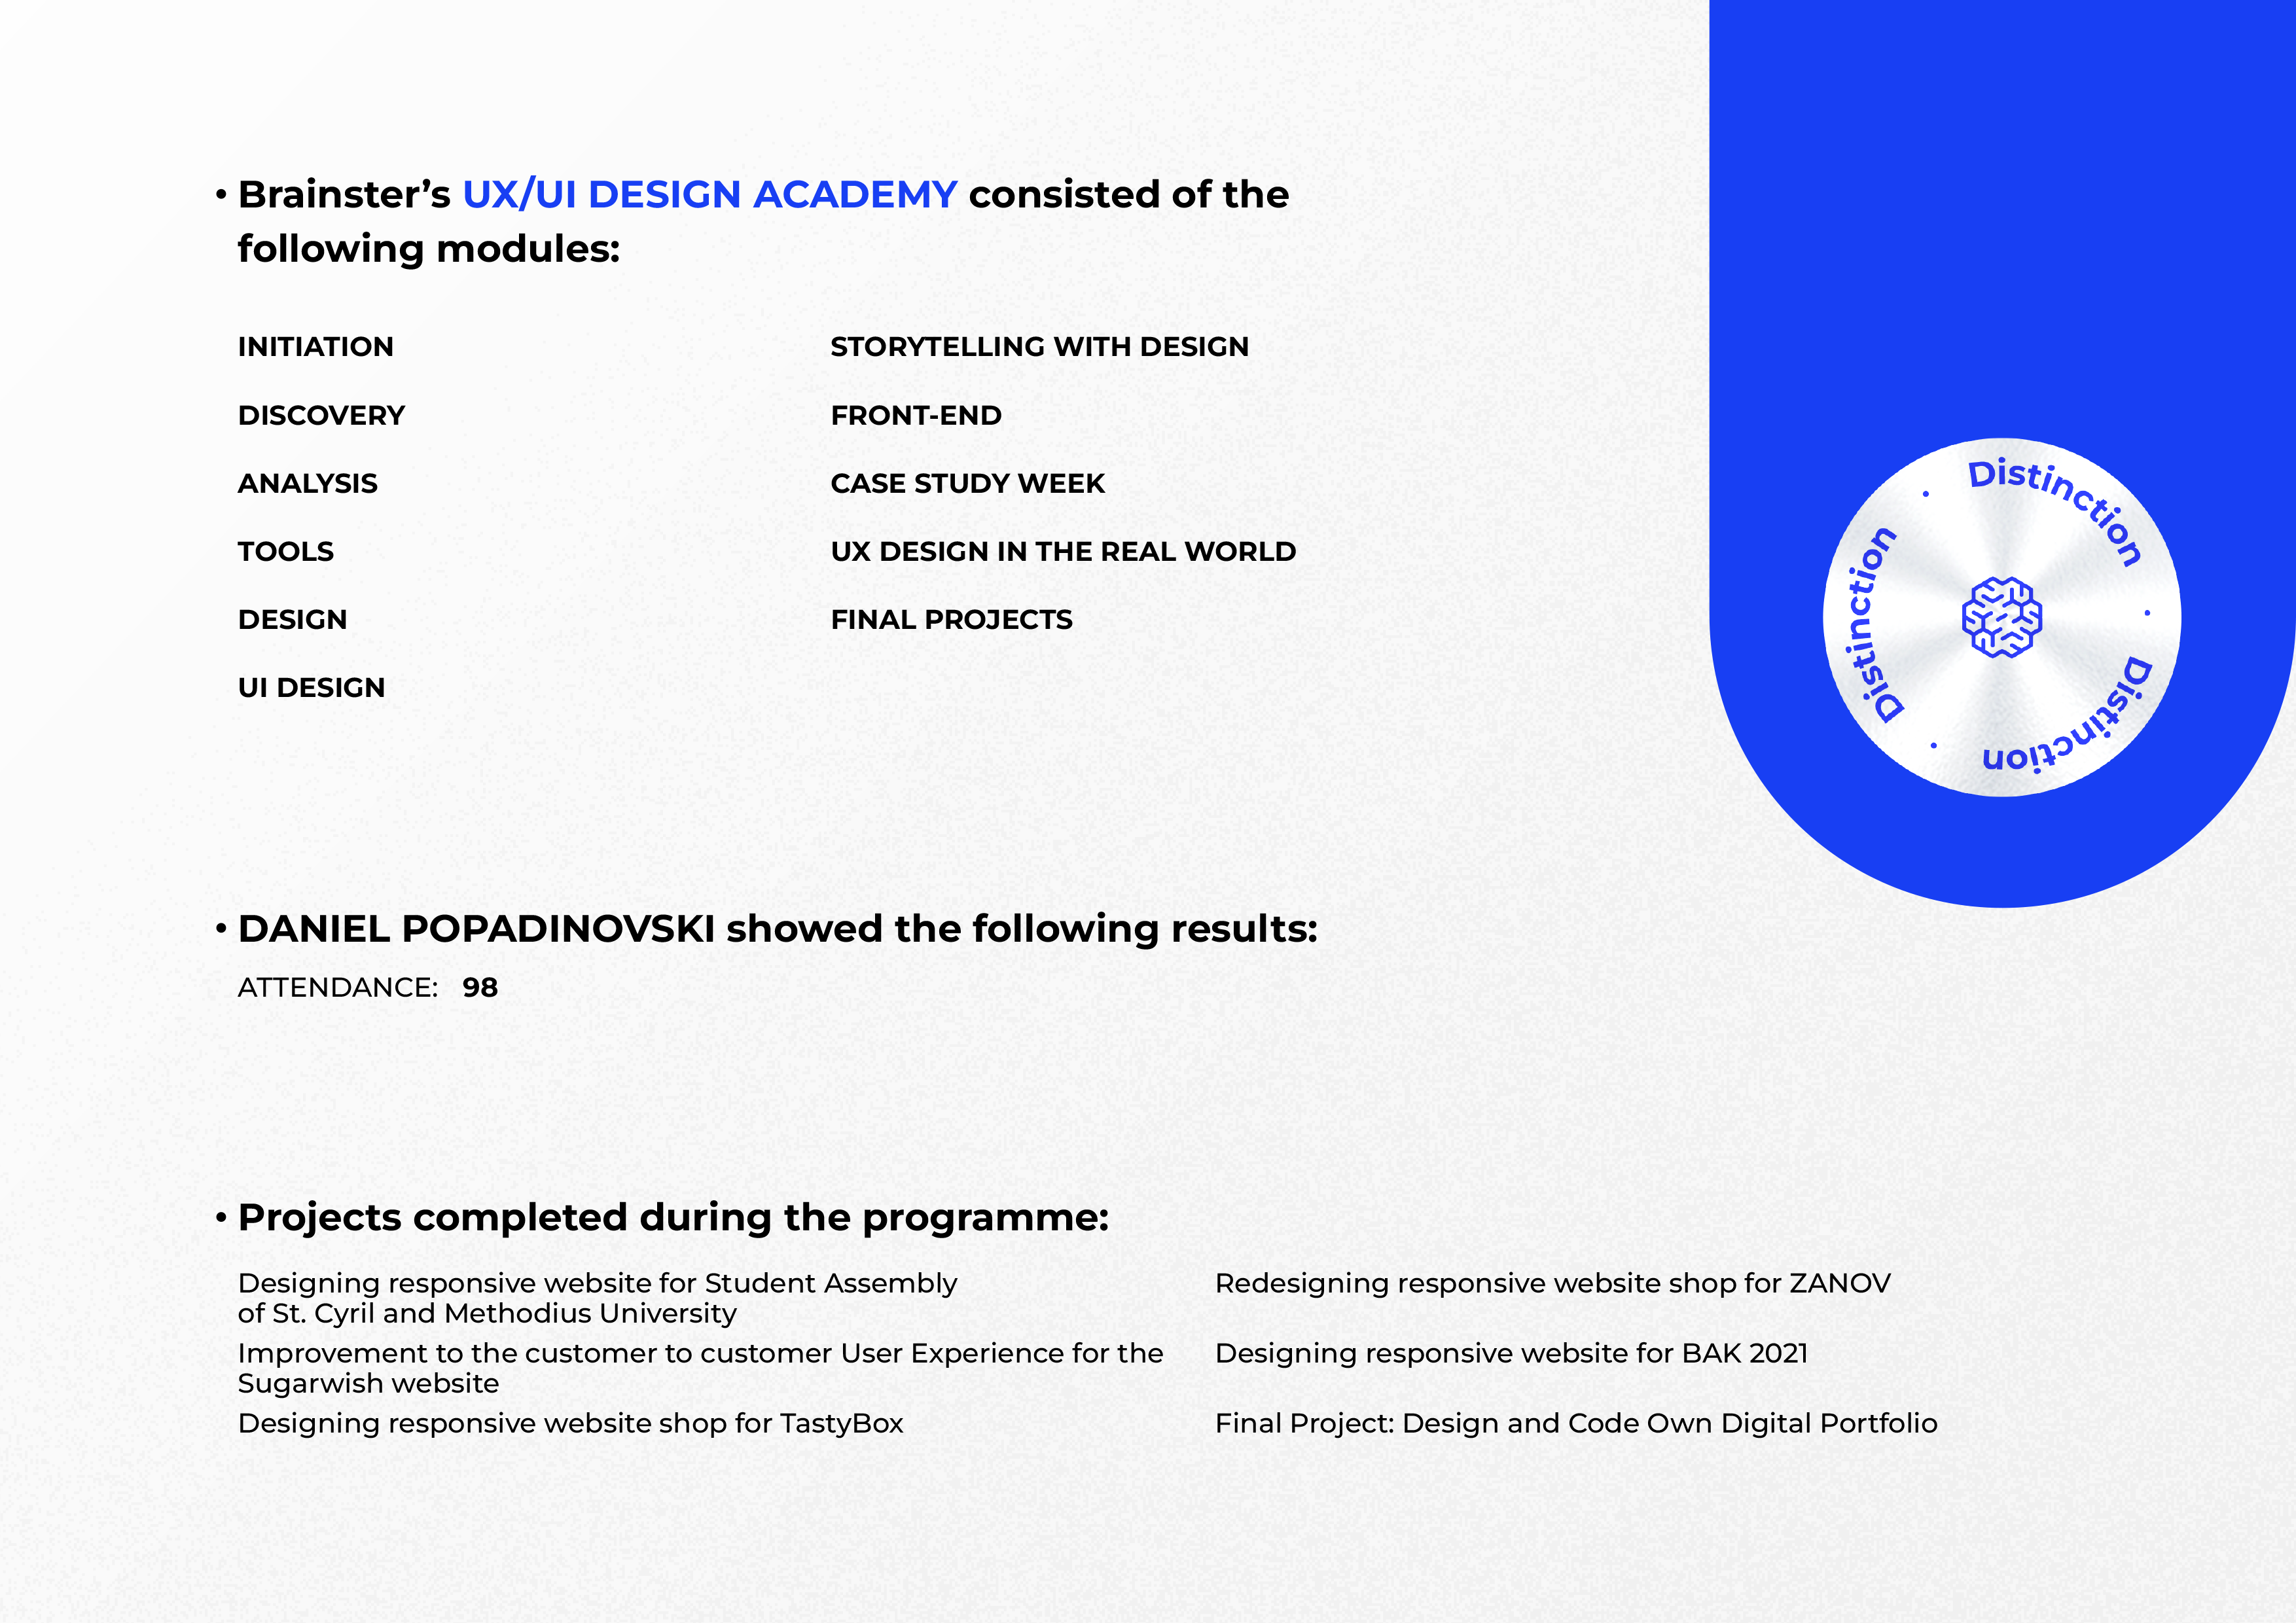 • Brainster’s UX/UI DESIGN ACADEMY consisted of the
following modules:
INITIATION
DISCOVERY
ANALYSIS
TOOLS
DESIGN
UI DESIGN
STORYTELLING WITH DESIGN
FRONT-END
CASE STUDY WEEK
UX DESIGN IN THE REAL WORLD
FINAL PROJECTS
Distinction · Distinction · Distinction ·
• DANIEL POPADINOVSKI showed the following results:
ATTENDANCE: 98
• Projects completed during the programme:
Designing responsive website for Student Assembly
of St. Cyril and Methodius University
Improvement to the customer to customer User Experience for the
Sugarwish website
Designing responsive website shop for TastyBox
Redesigning responsive website shop for ZANOV
Designing responsive website for BAK 2021
Final Project: Design and Code Own Digital Portfolio